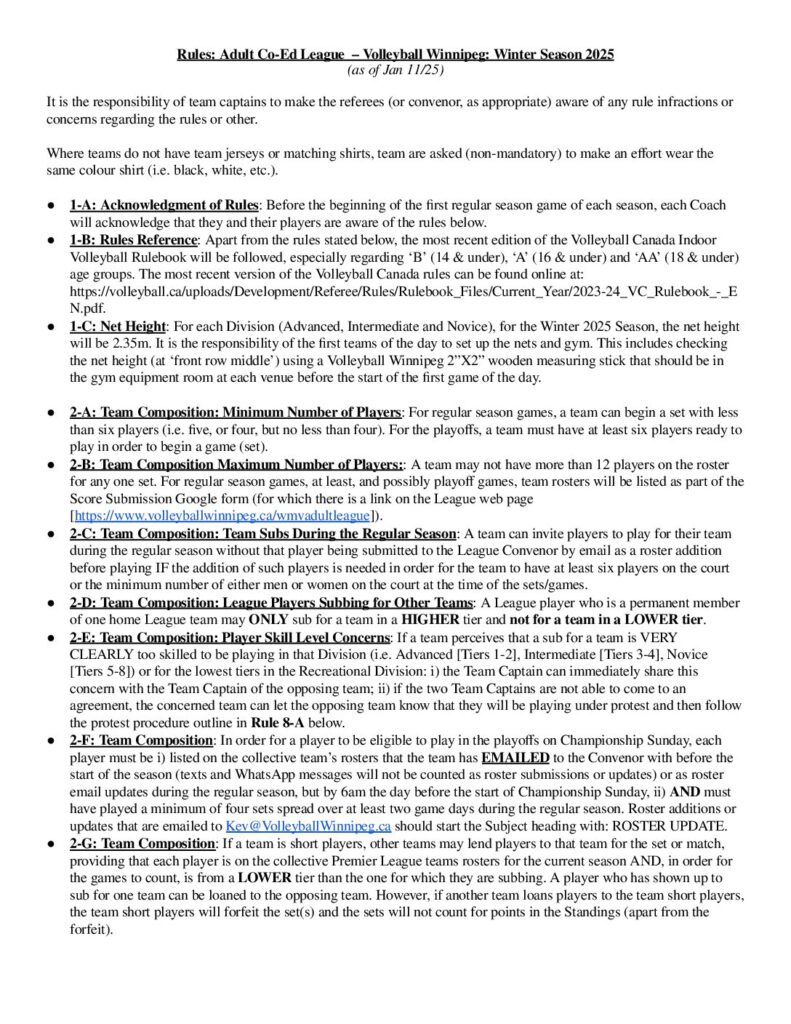 Rules: Adult Co-Ed League – Volleyball Winnipeg: Winter Season 2025
(as of Jan 11/25)
It is the responsibility of team captains to make the referees (or convenor, as appropriate) aware of any rule infractions or
concerns regarding the rules or other.
Where teams do not have team jerseys or matching shirts, team are asked (non-mandatory) to make an effort wear the
same colour shirt (i.e. black, white, etc.).
● 1-A: Acknowledgment of Rules: Before the beginning of the first regular season game of each season, each Coach
will acknowledge that they and their players are aware of the rules below.
● 1-B: Rules Reference: Apart from the rules stated below, the most recent edition of the Volleyball Canada Indoor
Volleyball Rulebook will be followed, especially regarding ‘B’ (14 & under), ‘A’ (16 & under) and ‘AA’ (18 & under)
age groups. The most recent version of the Volleyball Canada rules can be found online at:
https://volleyball.ca/uploads/Development/Referee/Rules/Rulebook_Files/Current_Year/2023-24_VC_Rulebook_-_E
N.pdf.
● 1-C: Net Height: For each Division (Advanced, Intermediate and Novice), for the Winter 2025 Season, the net height
will be 2.35m. It is the responsibility of the first teams of the day to set up the nets and gym. This includes checking
the net height (at ‘front row middle’) using a Volleyball Winnipeg 2”X2” wooden measuring stick that should be in
the gym equipment room at each venue before the start of the first game of the day.
● 2-A: Team Composition: Minimum Number of Players: For regular season games, a team can begin a set with less
than six players (i.e. five, or four, but no less than four). For the playoffs, a team must have at least six players ready to
play in order to begin a game (set).
● 2-B: Team Composition Maximum Number of Players:: A team may not have more than 12 players on the roster
for any one set. For regular season games, at least, and possibly playoff games, team rosters will be listed as part of the
Score Submission Google form (for which there is a link on the League web page
[https://www.volleyballwinnipeg.ca/wmvadultleague]).
● 2-C: Team Composition: Team Subs During the Regular Season: A team can invite players to play for their team
during the regular season without that player being submitted to the League Convenor by email as a roster addition
before playing IF the addition of such players is needed in order for the team to have at least six players on the court
or the minimum number of either men or women on the court at the time of the sets/games.
● 2-D: Team Composition: League Players Subbing for Other Teams: A League player who is a permanent member
of one home League team may ONLY sub for a team in a HIGHER tier and not for a team in a LOWER tier.
● 2-E: Team Composition: Player Skill Level Concerns: If a team perceives that a sub for a team is VERY
CLEARLY too skilled to be playing in that Division (i.e. Advanced [Tiers 1-2], Intermediate [Tiers 3-4], Novice
[Tiers 5-8]) or for the lowest tiers in the Recreational Division: i) the Team Captain can immediately share this
concern with the Team Captain of the opposing team; ii) if the two Team Captains are not able to come to an
agreement, the concerned team can let the opposing team know that they will be playing under protest and then follow
the protest procedure outline in Rule 8-A below.
● 2-F: Team Composition: In order for a player to be eligible to play in the playoffs on Championship Sunday, each
player must be i) listed on the collective team’s rosters that the team has EMAILED to the Convenor with before the
start of the season (texts and WhatsApp messages will not be counted as roster submissions or updates) or as roster
email updates during the regular season, but by 6am the day before the start of Championship Sunday, ii) AND must
have played a minimum of four sets spread over at least two game days during the regular season. Roster additions or
updates that are emailed to Kev@VolleyballWinnipeg.ca should start the Subject heading with: ROSTER UPDATE.
● 2-G: Team Composition: If a team is short players, other teams may lend players to that team for the set or match,
providing that each player is on the collective Premier League teams rosters for the current season AND, in order for
the games to count, is from a LOWER tier than the one for which they are subbing. A player who has shown up to
sub for one team can be loaned to the opposing team. However, if another team loans players to the team short players,
the team short players will forfeit the set(s) and the sets will not count for points in the Standings (apart from the
forfeit).